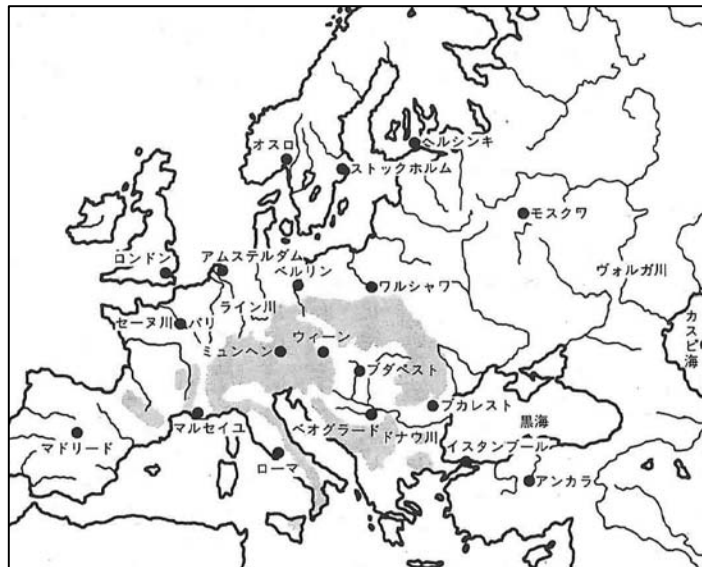 オスロ
ヘルシンキ
ストックホルム
モスクワ
ロンドン
アムステルダム
ベルリン
ワルシャワ
ヴォルガ川
ライン川
セーヌ川
パリ
カスピ海
ミュンヘン
ウィーン
ブダペスト
ブカレスト
マルセイユ
ベオグラード
ドナウ川
黒海
マドリード
イスタンブール
ローマ
アンカラ